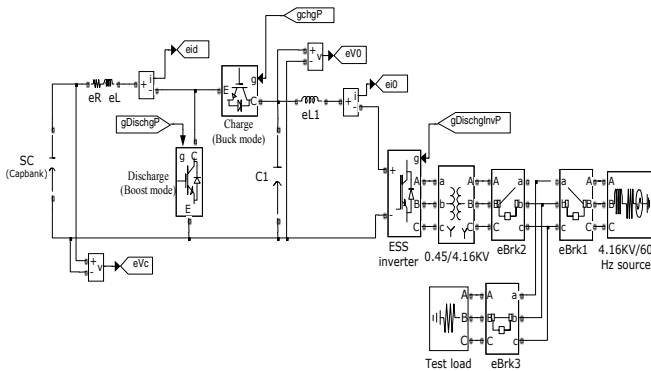 gchgP
eid
eV0
ei0
eR eL
+
-
i
g
E
C
Charge
(Buck mode)
+
-
v
eL1
+
-
i
gDischgP
gDischgInvP
g C
E
Discharge
(Boost mode)
SC
(Capbank)
C1
g
+
-
A
B
C
ESS
inverter
a
b
c
A
B
C
0.45/4.16KV
A
B
C
a
b
c
eBrk2
a
b
c
A
B
C
eBrk1
A
B
C
4.16KV/60
Hz source
+
-
v
eVc
A
B
C
Test load
A
B
C
a
b
c
eBrk3